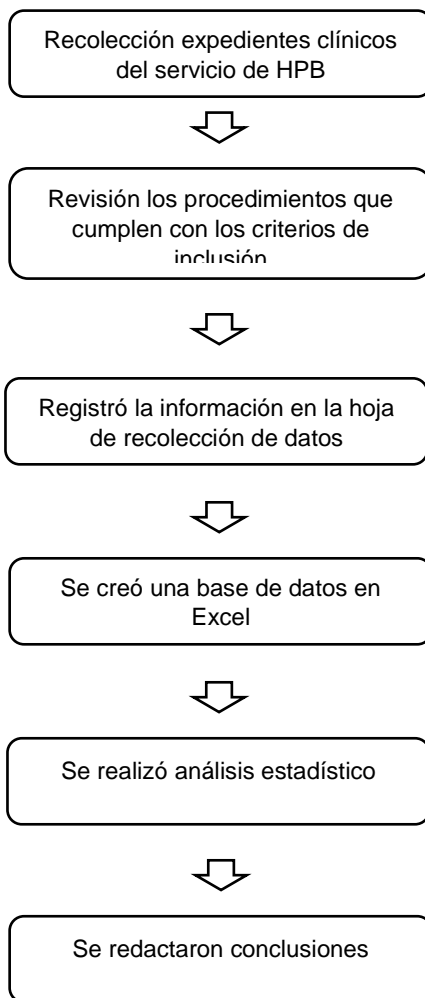 Recolección expedientes clínicos
del servicio de HPB
Revisión los procedimientos que
cumplen con los criterios de
inclusión
Registró la información en la hoja
de recolección de datos
Se creó una base de datos en
Excel
Se realizó análisis estadístico
Se redactaron conclusiones